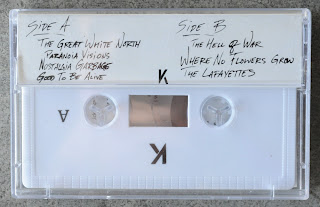 Side A
The Great White North
Paranoia Visions
Nostalgia Garbage
Good To Be Alive
Side B
The Hell of War
Where No Flowers Grow
The Lafayettes
K
A
K